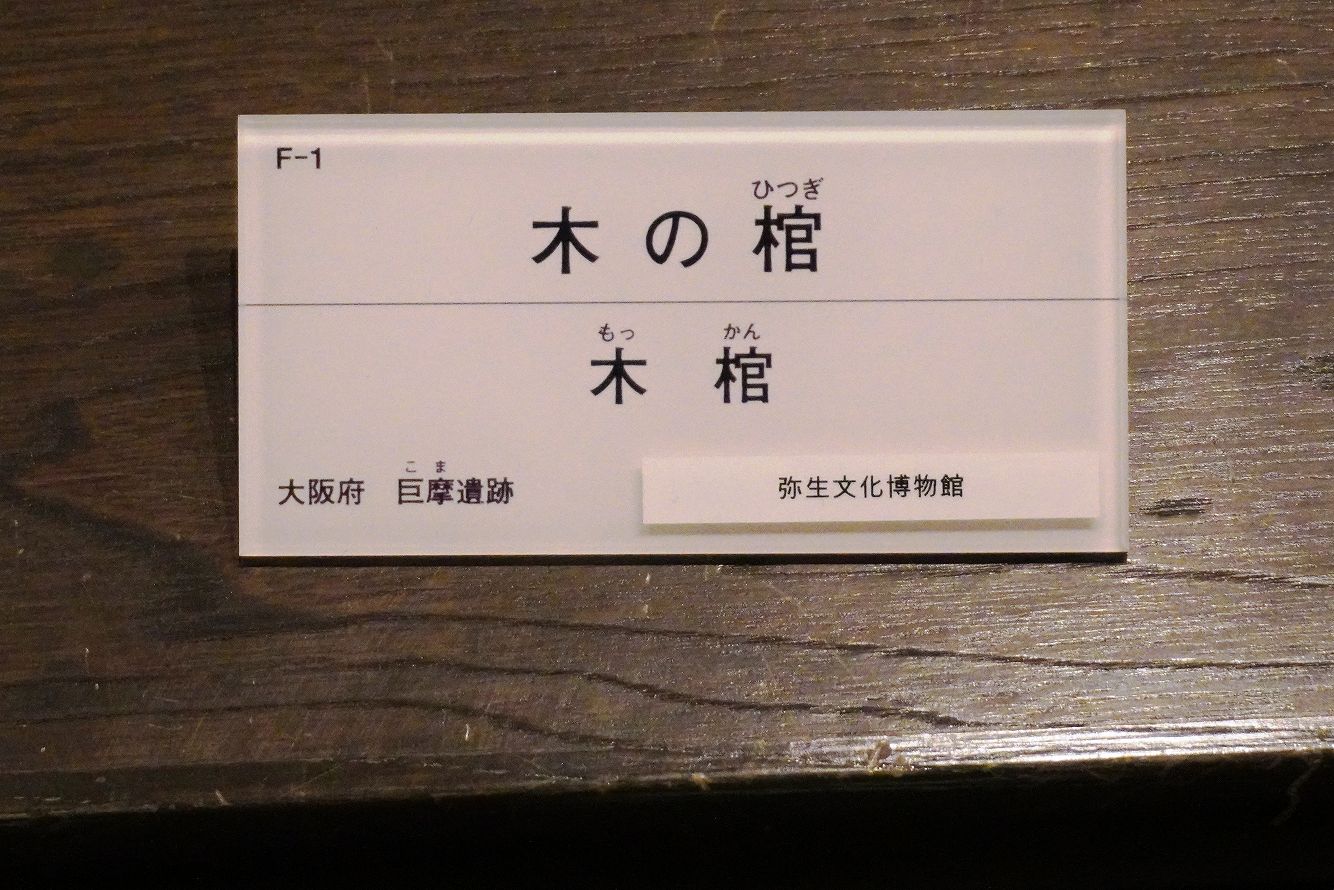 F-1
ひつぎ
木の棺
もっ かん
木 棺
こ ま
大阪府 巨摩遺跡
弥生文化博物館